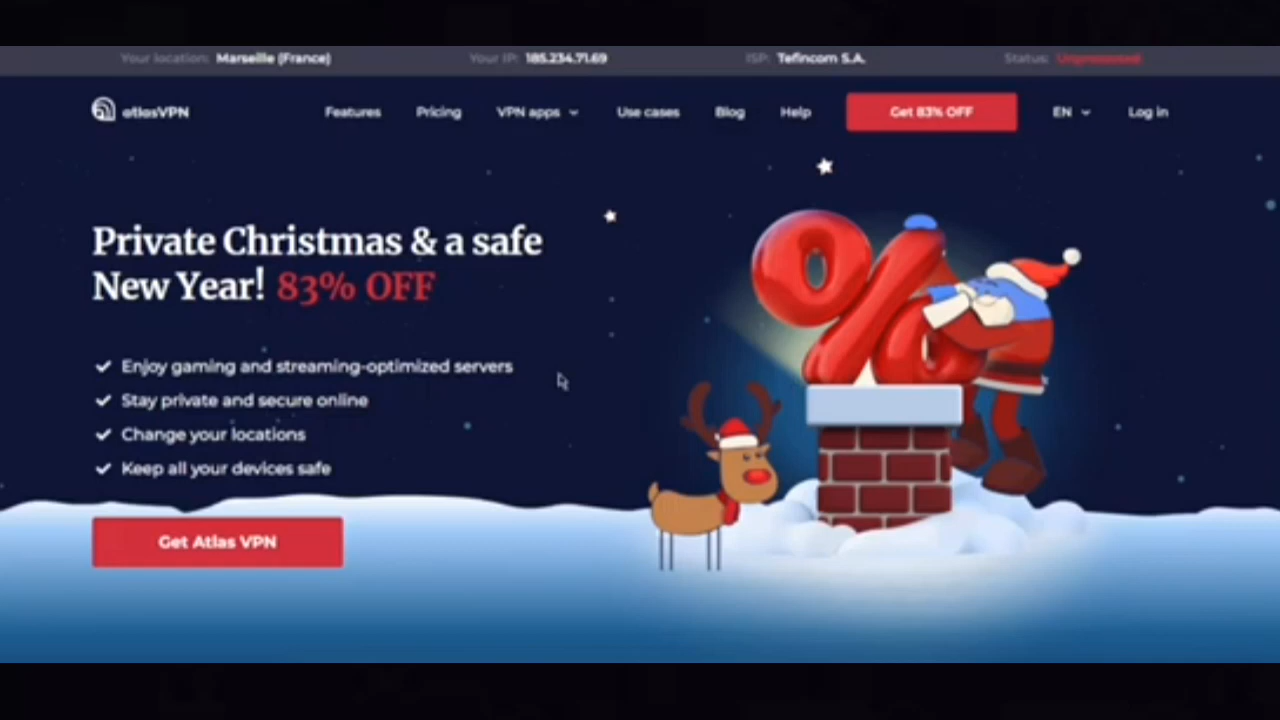 Your location: Marseille (France) Your IP: 185.234.71.69 ISP: Tefincom S.A. Status: Unprotected
atlasVPN Features Pricing VPN apps Use cases Blog Help Get 83% OFF EN Log in
Private Christmas & a safe
New Year! 83% OFF
Enjoy gaming and streaming-optimized servers
Stay private and secure online
Change your locations
Keep all your devices safe
Get Atlas VPN
%